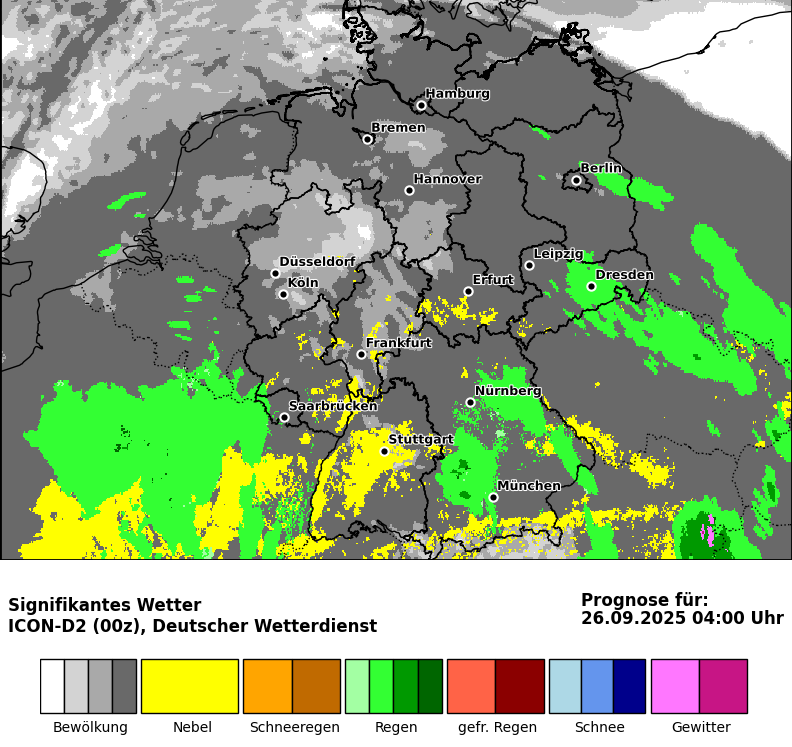 Hamburg
Bremen
Berlin
Hannover
Leipzig
Düsseldorf
Dresden
Köln
Erfurt
Frankfurt
Nürnberg
Saarbrücken
Stuttgart
München
Signifikantes Wetter
ICON-D2 (00z), Deutscher Wetterdienst
Prognose für:
26.09.2025 04:00 Uhr
Bewölkung Nebel Schneeregen Regen gefr. Regen Schnee Gewitter